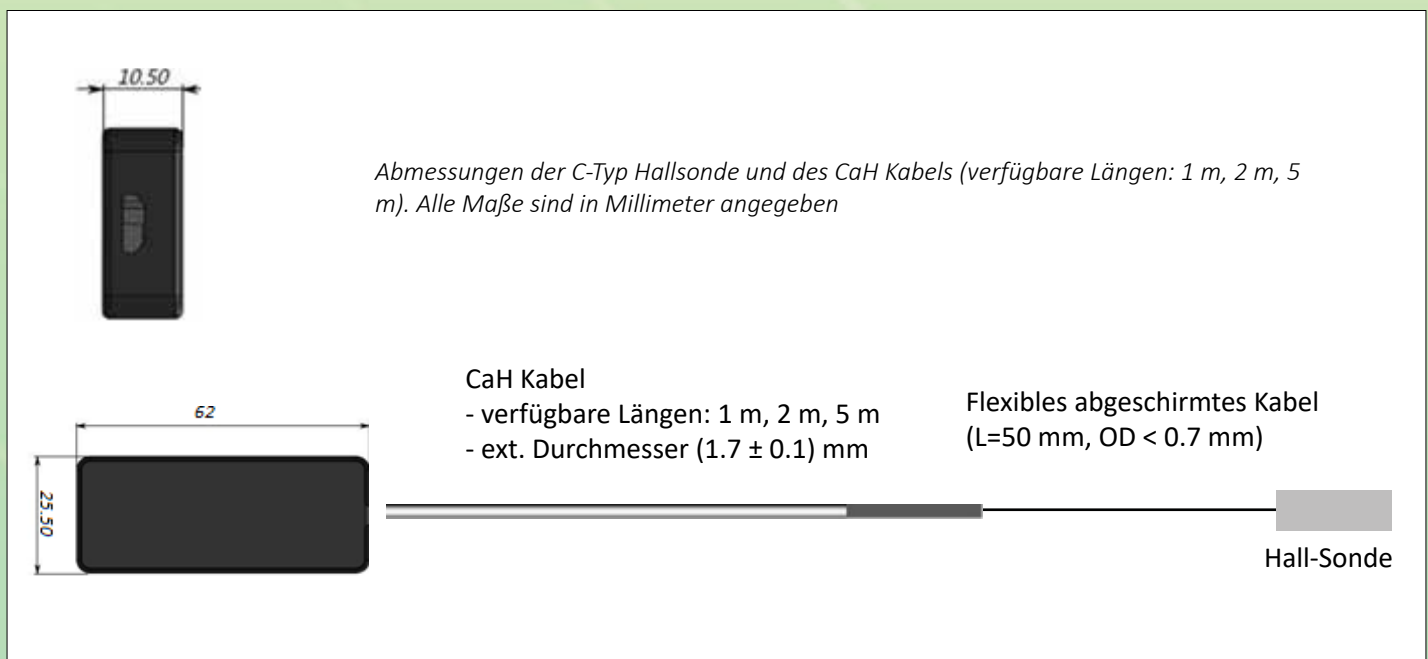 10.50
Abmessungen der C-Typ Hallsonde und des CaH Kabels (verfügbare Längen: 1 m, 2 m, 5
m). Alle Maße sind in Millimeter angegeben
CaH Kabel
- verfügbare Längen: 1 m, 2 m, 5 m
- ext. Durchmesser (1.7 ± 0.1) mm
Flexibles abgeschirmtes Kabel
(L=50 mm, OD < 0.7 mm)
62
25.50
Hall-Sonde